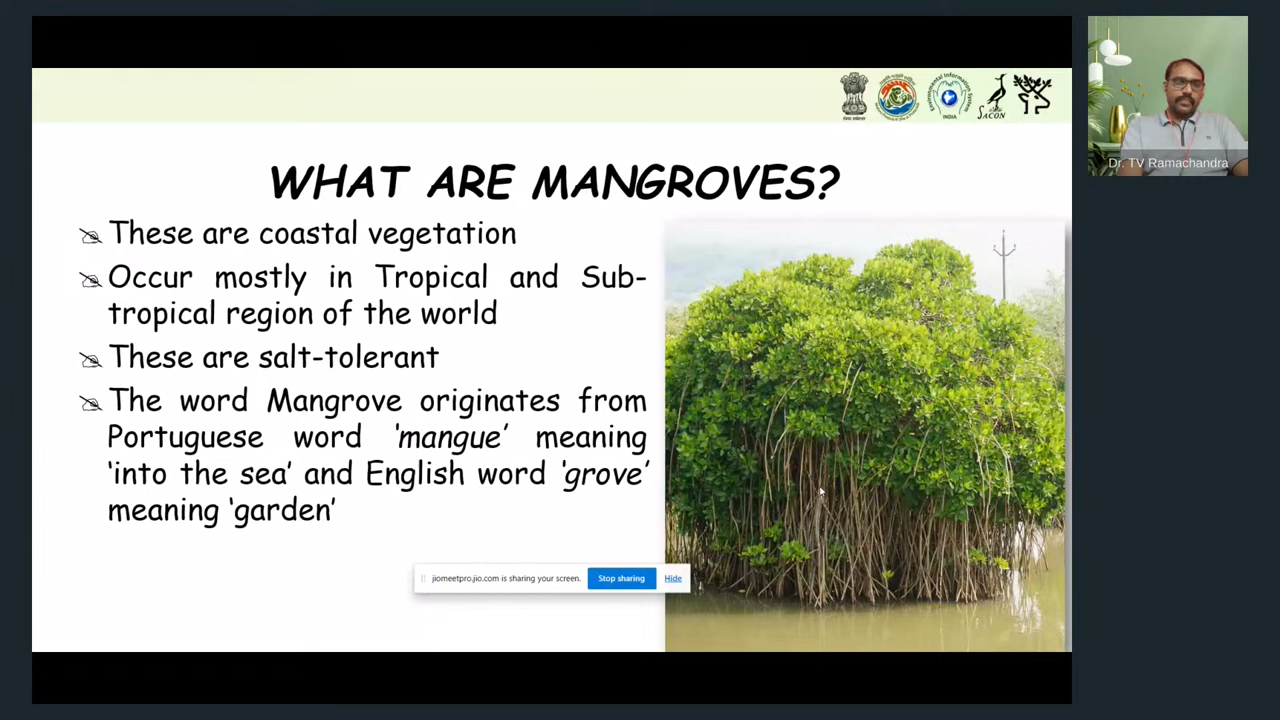 SACON
INDIA
Dr. TV Ramachandra
WHAT ARE MANGROVES?
These are coastal vegetation
Occur mostly in Tropical and Sub-
tropical region of the world
These are salt-tolerant
The word Mangrove originates from
Portuguese word 'mangue' meaning
'into the sea' and English word 'grove'
meaning 'garden'
jiomeetpro.jio.com is sharing your screen. Stop sharing Hide